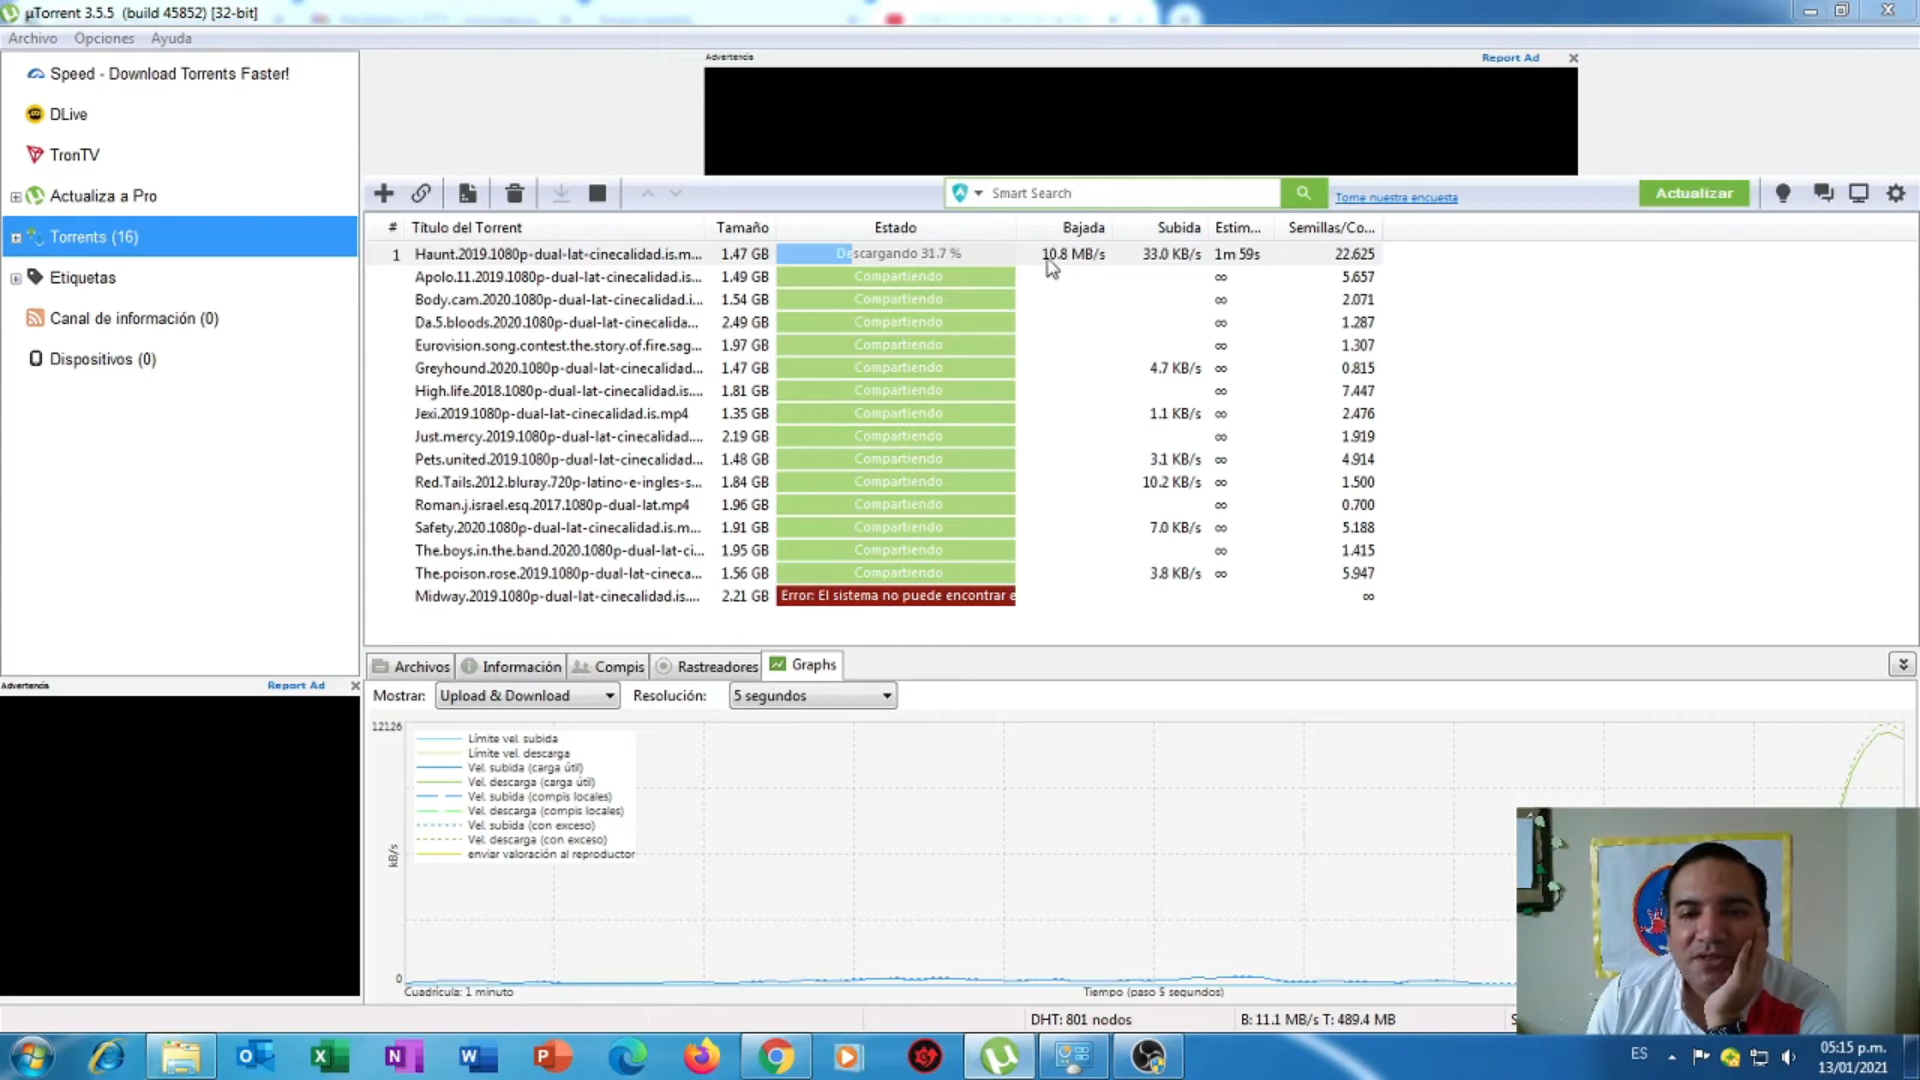 µTorrent 3.5.5 (build 45852) [32-bit]
Archivo Opciones Ayuda
Speed - Download Torrents Faster!
DLive
TronTV
Actualiza a Pro
Torrents (16)
Etiquetas
Canal de información (0)
Dispositivos (0)
Advertencia Report Ad
Smart Search Tome nuestra encuesta Actualizar
# Título del Torrent Tamaño Estado Bajada Subida Estim... Semillas/Co...
1 Haunt.2019.1080p-dual-lat-cinecalidad.is.m... 1.47 GB Descargando 31.7 % 10.8 MB/s 33.0 KB/s 1m 59s 22.625
Apolo.11.2019.1080p-dual-lat-cinecalidad.is... 1.49 GB Compartiendo ∞ 5.657
Body.cam.2020.1080p-dual-lat-cinecalidad.i... 1.54 GB Compartiendo ∞ 2.071
Da.5.bloods.2020.1080p-dual-lat-cinecalida... 2.49 GB Compartiendo ∞ 1.287
Eurovision.song.contest.the.story.of.fire.sag... 1.97 GB Compartiendo ∞ 1.307
Greyhound.2020.1080p-dual-lat-cinecalidad... 1.47 GB Compartiendo 4.7 KB/s ∞ 0.815
High.life.2018.1080p-dual-lat-cinecalidad.is... 1.81 GB Compartiendo ∞ 7.447
Jexi.2019.1080p-dual-lat-cinecalidad.is.mp4 1.35 GB Compartiendo 1.1 KB/s ∞ 2.476
Just.mercy.2019.1080p-dual-lat-cinecalidad.... 2.19 GB Compartiendo ∞ 1.919
Pets.united.2019.1080p-dual-lat-cinecalidad... 1.48 GB Compartiendo 3.1 KB/s ∞ 4.914
Red.Tails.2012.bluray.720p-latino-e-ingles-s... 1.84 GB Compartiendo 10.2 KB/s ∞ 1.500
Roman.j.israel.esq.2017.1080p-dual-lat.mp4 1.96 GB Compartiendo ∞ 0.700
Safety.2020.1080p-dual-lat-cinecalidad.is.m... 1.91 GB Compartiendo 7.0 KB/s ∞ 5.188
The.boys.in.the.band.2020.1080p-dual-lat-ci... 1.95 GB Compartiendo ∞ 1.415
The.poison.rose.2019.1080p-dual-lat-cineca... 1.56 GB Compartiendo 3.8 KB/s ∞ 5.947
Midway.2019.1080p-dual-lat-cinecalidad.is.... 2.21 GB Error: El sistema no puede encontrar e ∞
Archivos Información Compis Rastreadores Graphs
Advertencia Report Ad
Mostrar: Upload & Download Resolución: 5 segundos
12126
Límite vel. subida
Límite vel. descarga
Vel. subida (carga útil)
Vel. descarga (carga útil)
Vel. subida (compis locales)
Vel. descarga (compis locales)
Vel. subida (con exceso)
Vel. descarga (con exceso)
enviar valoración al reproductor
kB/s
0
Cuadrícula: 1 minuto Tiempo (paso 5 segundos)
DHT: 801 nodos B: 11.1 MB/s T: 489.4 MB S
ES 05:15 p.m.
13/01/2021